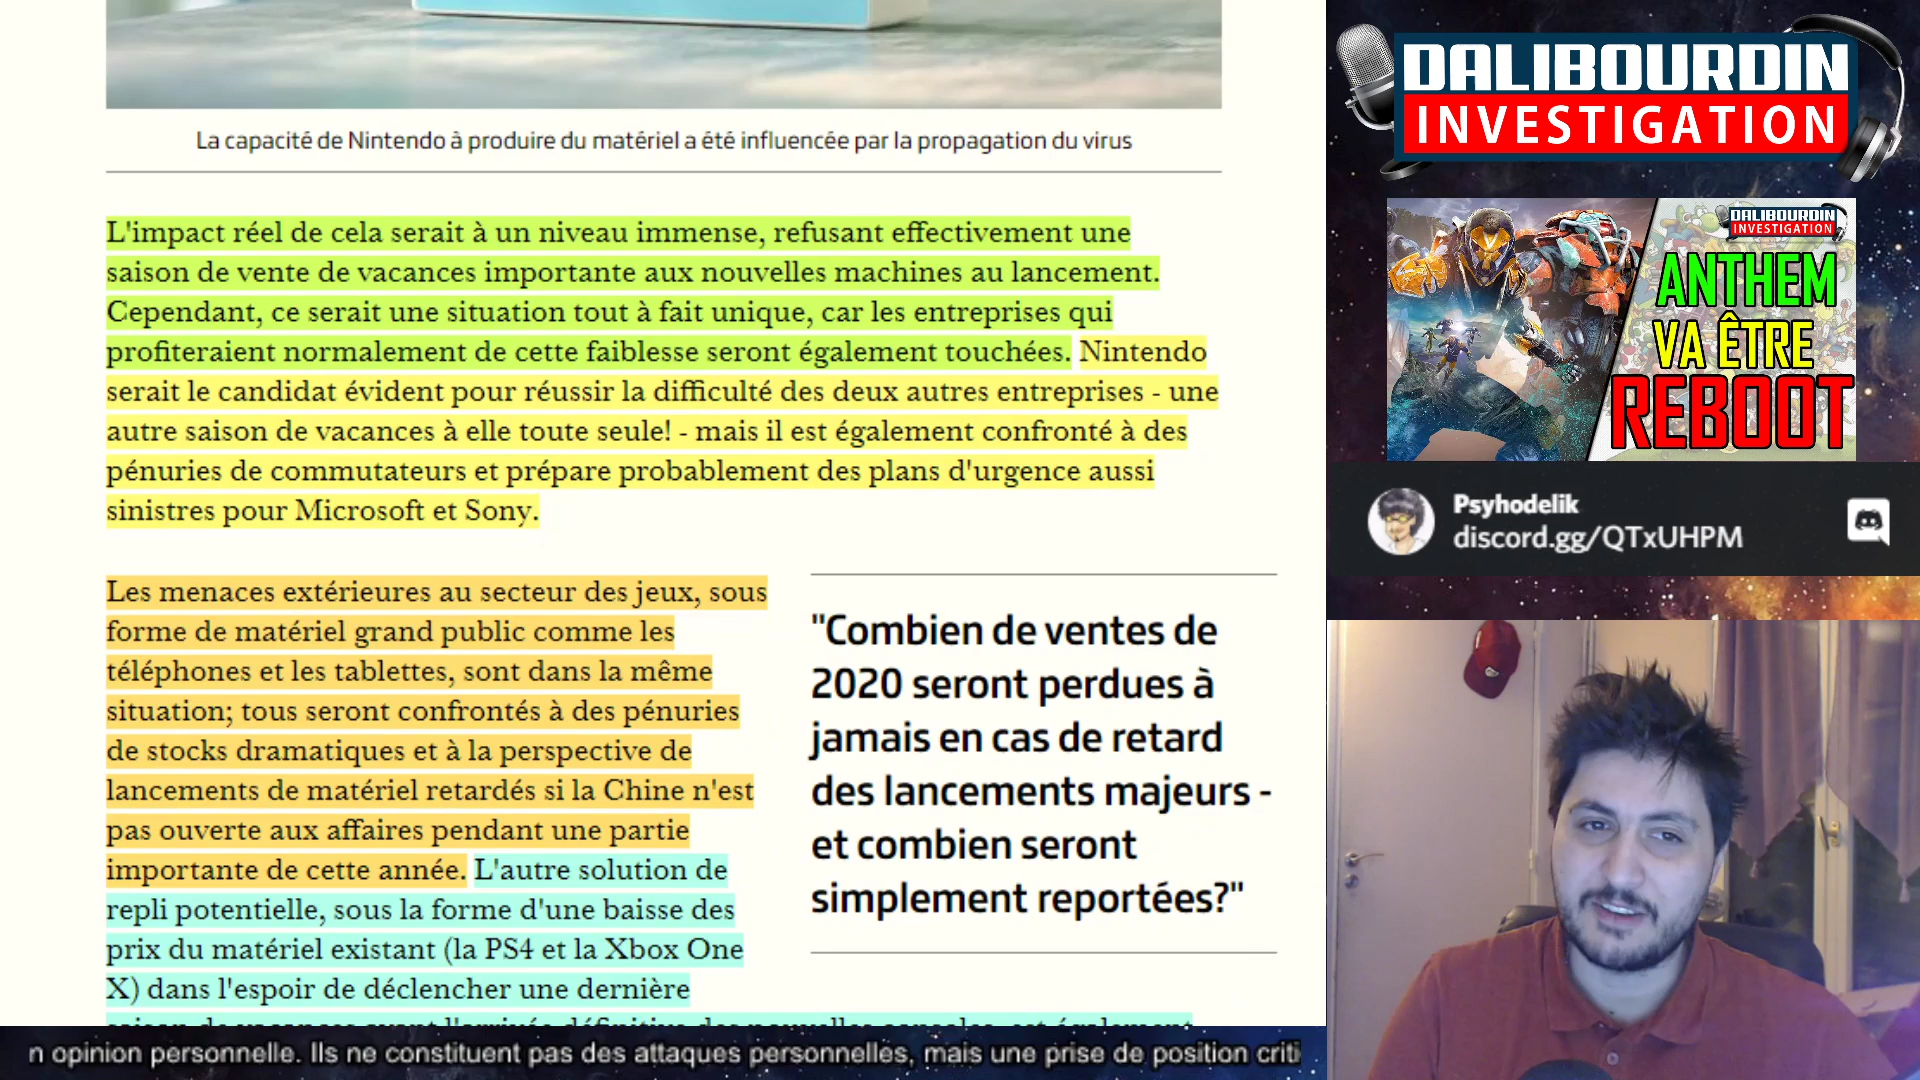 La capacité de Nintendo à produire du matériel a été influencée par la propagation du virus
L'impact réel de cela serait à un niveau immense, refusant effectivement une
saison de vente de vacances importante aux nouvelles machines au lancement.
Cependant, ce serait une situation tout à fait unique, car les entreprises qui
profiteraient normalement de cette faiblesse seront également touchées. Nintendo
serait le candidat évident pour réussir la difficulté des deux autres entreprises - une
autre saison de vacances à elle toute seule! - mais il est également confronté à des
pénuries de commutateurs et prépare probablement des plans d'urgence aussi
sinistres pour Microsoft et Sony.
Les menaces extérieures au secteur des jeux, sous
forme de matériel grand public comme les
téléphones et les tablettes, sont dans la même
situation; tous seront confrontés à des pénuries
de stocks dramatiques et à la perspective de
lancements de matériel retardés si la Chine n'est
pas ouverte aux affaires pendant une partie
importante de cette année. L'autre solution de
repli potentielle, sous la forme d'une baisse des
prix du matériel existant (la PS4 et la Xbox One
X) dans l'espoir de déclencher une dernière
"Combien de ventes de
2020 seront perdues à
jamais en cas de retard
des lancements majeurs -
et combien seront
simplement reportées?"
n opinion personnelle. Ils ne constituent pas des attaques personnelles, mais une prise de position criti
DALIBOURDIN
INVESTIGATION
DALIBOURDIN
INVESTIGATION
ANTHEM
VA ÊTRE
REBOOT
Psyhodelik
discord.gg/QTxUHPM